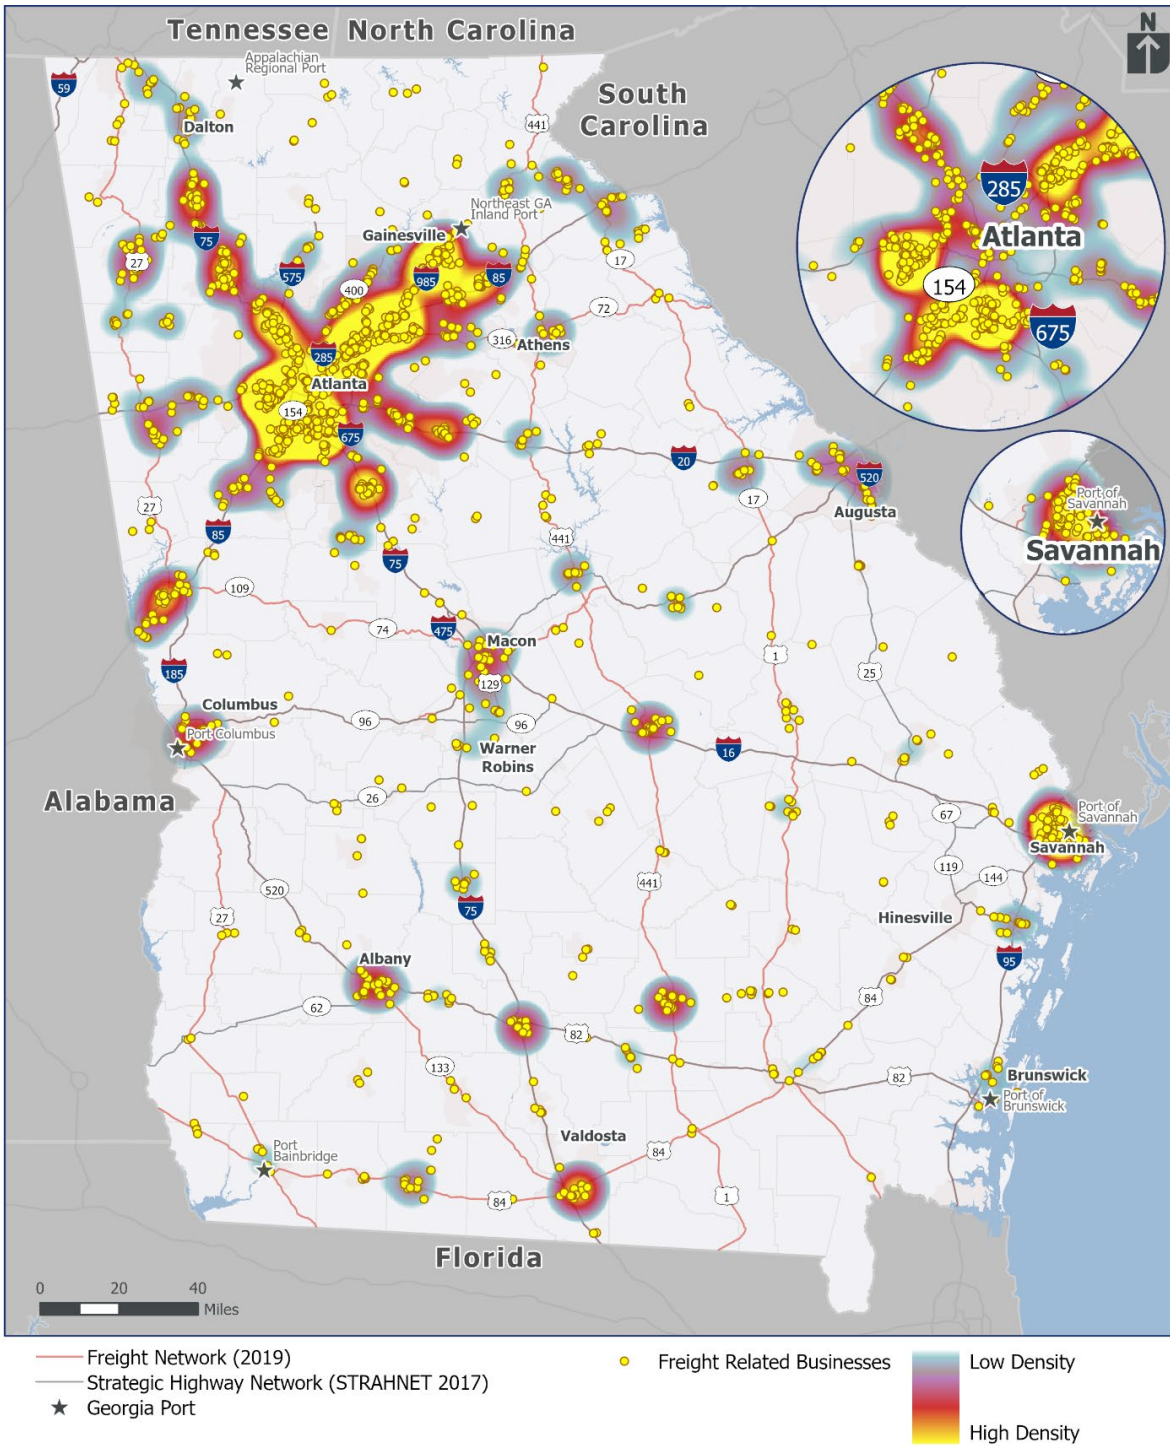 Tennessee
North Carolina
N
Appalachian
Regional Port
59
South
Carolina
441
Dalton
285
Atlanta
154
675
Northeast GA
Inland Port
Gainesville
75
27
575
985
85
17
400
72
316
Athens
285
Atlanta
154
675
20
520
17
Augusta
Port of
Savannah
Savannah
27
85
441
75
109
74
475
Macon
129
1
25
185
Columbus
Port Columbus
96
96
Warner
Robins
16
Alabama
26
67
Port of
Savannah
Savannah
119
144
520
441
27
75
Hinesville
95
Albany
62
84
82
133
82
Brunswick
Port of
Brunswick
Valdosta
Port
Bainbridge
84
84
1
Florida
0
20
40
Miles
Freight Network (2019)
Strategic Highway Network (STRAHNET 2017)
Georgia Port
Freight Related Businesses
Low Density
High Density